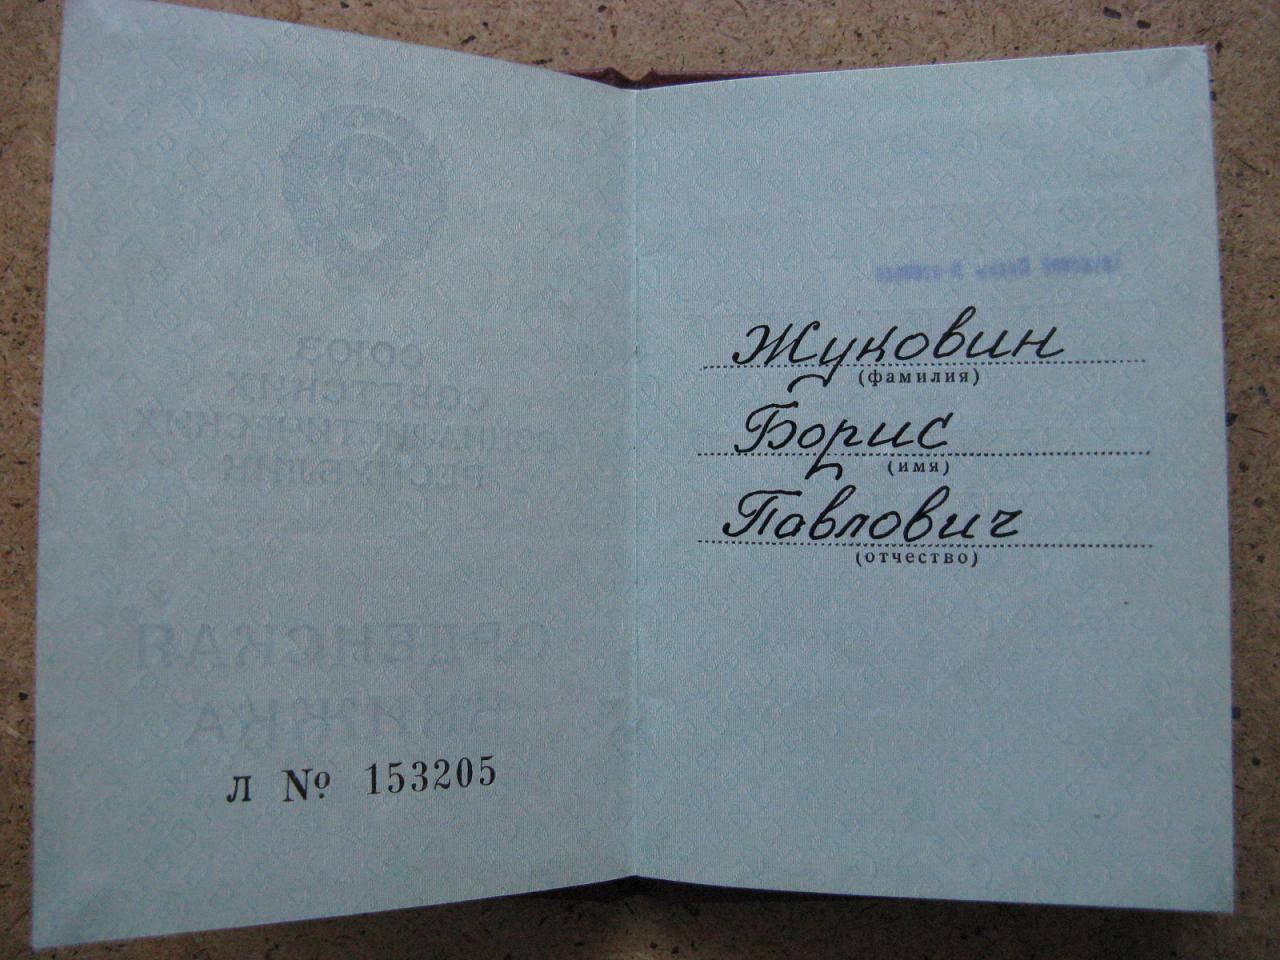 СОЮЗ
СОВЕТСКИХ
СОЦИАЛИСТИЧЕСКИХ
РЕСПУБЛИК
ОРДЕНСКАЯ
КНИЖКА
Л № 153205
Жуковин
(фамилия)
Борис
(имя)
Павлович
(отчество)